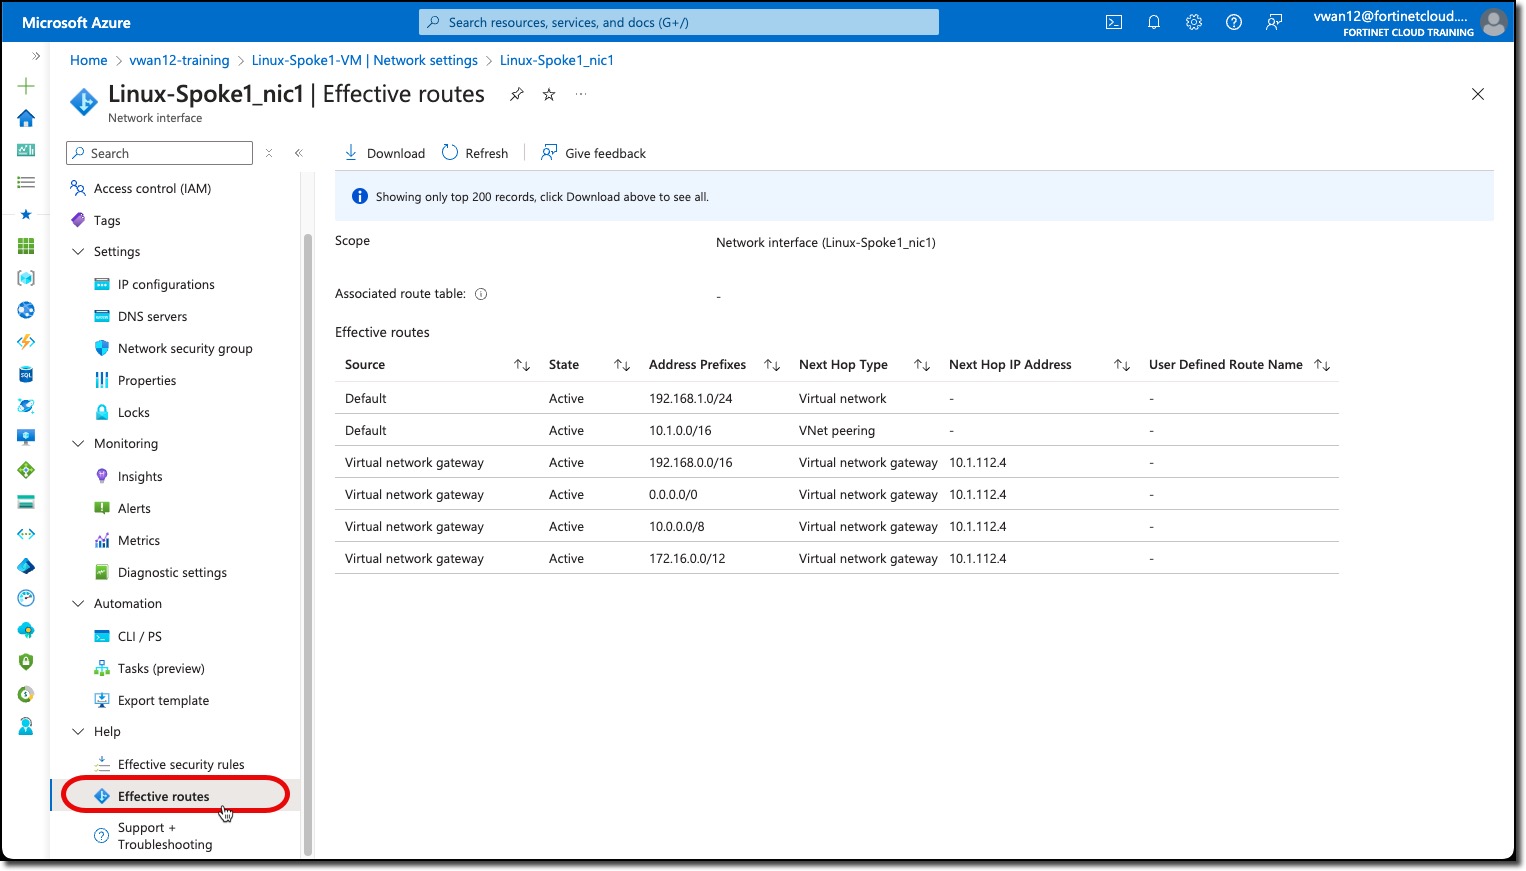 Microsoft Azure
Search resources, services, and docs (G+/)
vwan12@fortinetcloud....
FORTINET CLOUD TRAINING
Home > vwan12-training > Linux-Spoke1-VM | Network settings > Linux-Spoke1_nic1
Linux-Spoke1_nic1 | Effective routes
Network interface
Search
Access control (IAM)
Tags
Settings
IP configurations
DNS servers
Network security group
Properties
Locks
Monitoring
Insights
Alerts
Metrics
Diagnostic settings
Automation
CLI / PS
Tasks (preview)
Export template
Help
Effective security rules
Effective routes
Support +
Troubleshooting
Download Refresh Give feedback
Showing only top 200 records, click Download above to see all.
Scope Network interface (Linux-Spoke1_nic1)
Associated route table: -
Effective routes
Source State Address Prefixes Next Hop Type Next Hop IP Address User Defined Route Name
Default Active 192.168.1.0/24 Virtual network - -
Default Active 10.1.0.0/16 VNet peering - -
Virtual network gateway Active 192.168.0.0/16 Virtual network gateway 10.1.112.4 -
Virtual network gateway Active 0.0.0.0/0 Virtual network gateway 10.1.112.4 -
Virtual network gateway Active 10.0.0.0/8 Virtual network gateway 10.1.112.4 -
Virtual network gateway Active 172.16.0.0/12 Virtual network gateway 10.1.112.4 -